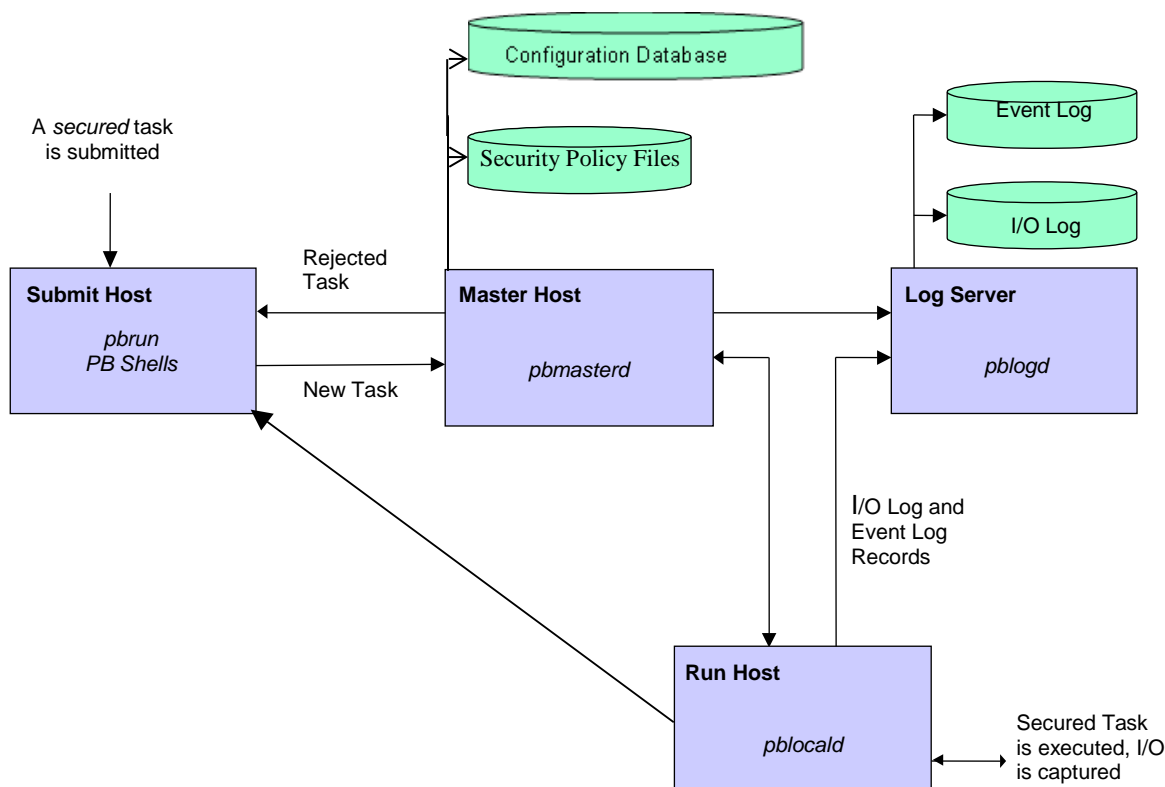 Configuration Database
Event Log
A secured task
is submitted
Security Policy Files
I/O Log
Rejected
Task
Submit Host
pbrun
PB Shells
Master Host
pbmasterd
Log Server
pblogd
New Task
I/O Log and
Event Log
Records
Run Host
pblocald
Secured Task
is executed, I/O
is captured